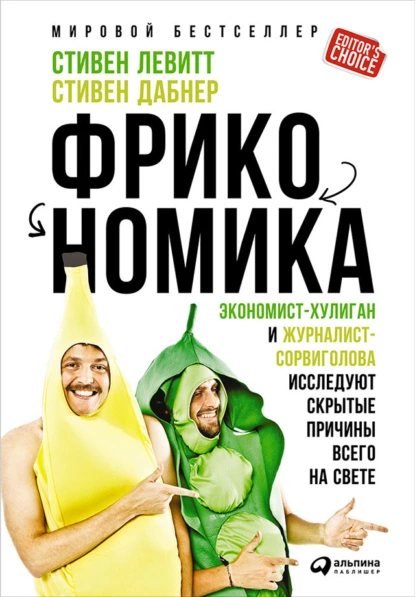 МИРОВОЙ БЕСТСЕЛЛЕР
EDITOR'S
CHOICE
СТИВЕН ЛЕВИТТ
СТИВЕН ДАБНЕР
ФРИКО
НОМИКА
ЭКОНОМИСТ-ХУЛИГАН
И ЖУРНАЛИСТ-
СОРВИГОЛОВА
ИССЛЕДУЮТ
СКРЫТЫЕ
ПРИЧИНЫ
ВСЕГО
НА СВЕТЕ
альпина
ПАБЛИШЕР